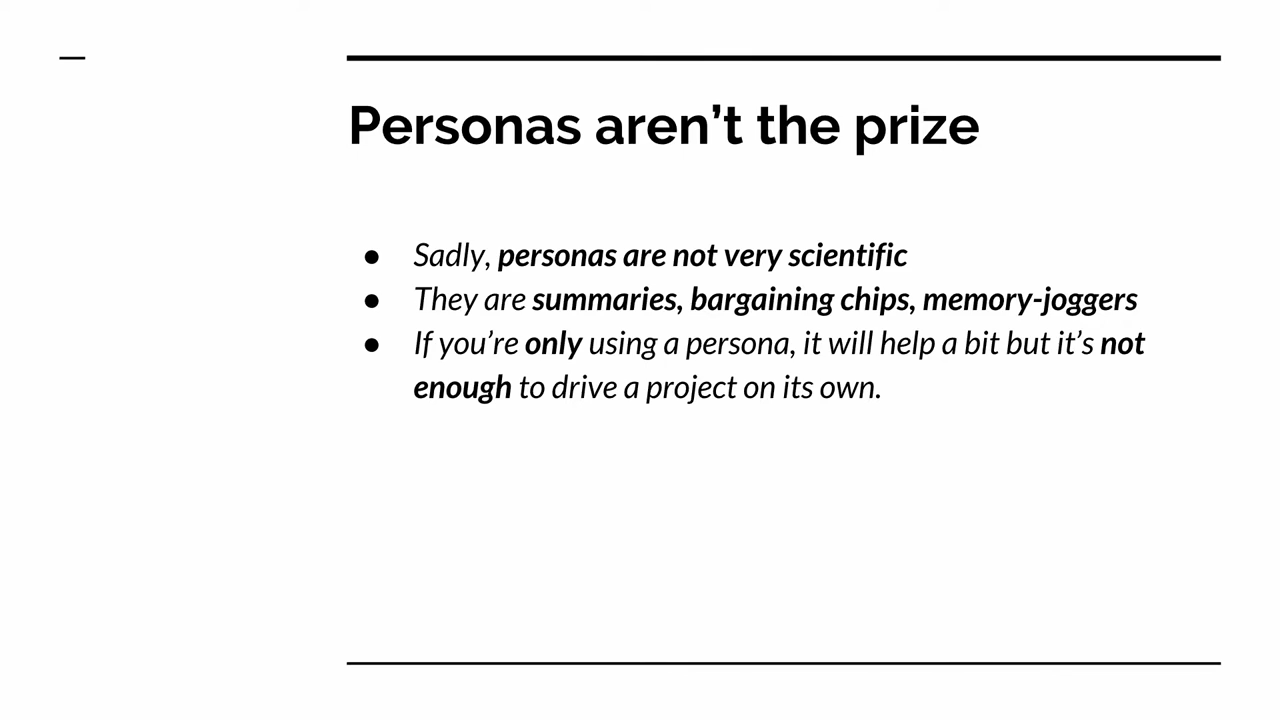 Personas aren’t the prize
● Sadly, personas are not very scientific
● They are summaries, bargaining chips, memory-joggers
● If you’re only using a persona, it will help a bit but it’s not
enough to drive a project on its own.